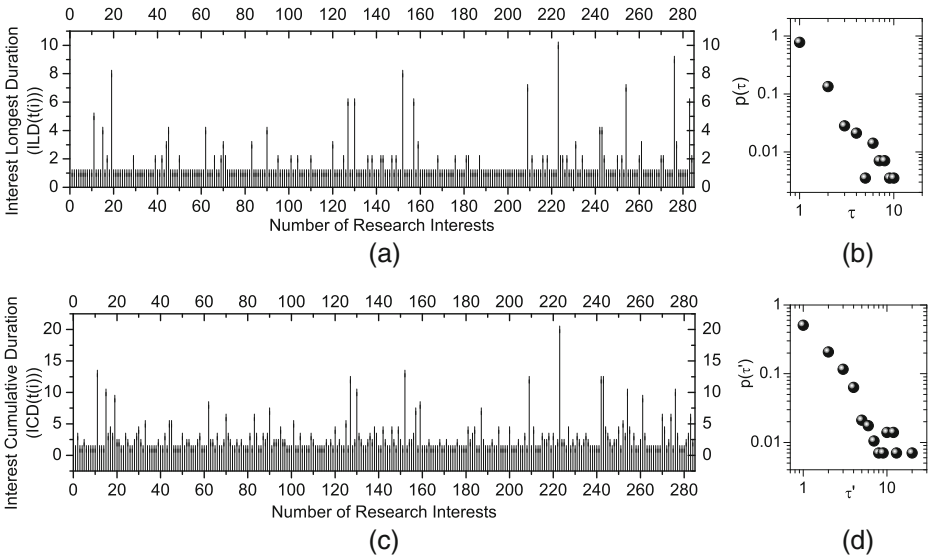 0 20 40 60 80 100 120 140 160 180 200 220 240 260 280
Interest Longest Duration
(ILD(t(i)))
10 8 6 4 2 0
10 8 6 4 2 0
0 20 40 60 80 100 120 140 160 180 200 220 240 260 280
Number of Research Interests
(a)
p(τ)
1
0.1
0.01
1 10
τ
(b)
0 20 40 60 80 100 120 140 160 180 200 220 240 260 280
Interest Cumulative Duration
(ICD(t(i)))
20 15 10 5 0
20 15 10 5 0
0 20 40 60 80 100 120 140 160 180 200 220 240 260 280
Number of Research Interests
(c)
p(τ')
1
0.1
0.01
1 10
τ'
(d)